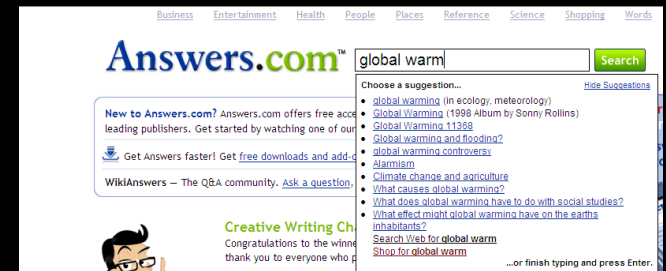 Business Entertainment Health People Places Reference Science Shopping Words
Answers.com™ global warm Search
Choose a suggestion... Hide Suggestions
global warming (in ecology, meteorology)
Global Warming (1998 Album by Sonny Rollins)
Global Warming 11368
Global warming and flooding?
global warming controversy
Alarmism
Climate change and agriculture
What causes global warming?
What does global warming have to do with social studies?
What effect might global warming have on the earths
inhabitants?
Search Web for global warm
Shop for global warm
...or finish typing and press Enter.
New to Answers.com? Answers.com offers free acce
leading publishers. Get started by watching one of our
Get Answers faster! Get free downloads and add-
WikiAnswers – The Q&A community. Ask a question,
Creative Writing Ch
Congratulations to the winne
thank you to everyone who p